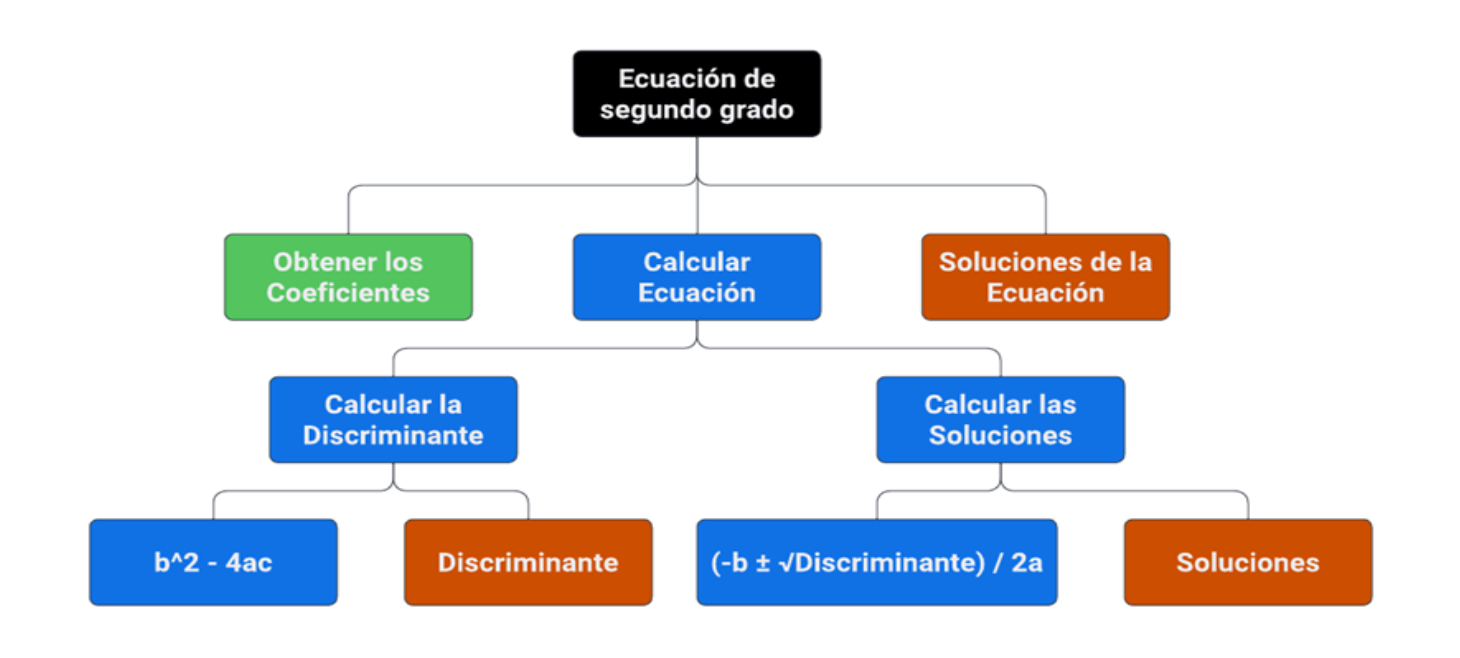 Ecuación de
segundo grado
Obtener los
Coeficientes
Calcular
Ecuación
Soluciones de la
Ecuación
Calcular la
Discriminante
Calcular las
Soluciones
b^2 - 4ac
Discriminante
(-b ± √Discriminante) / 2a
Soluciones